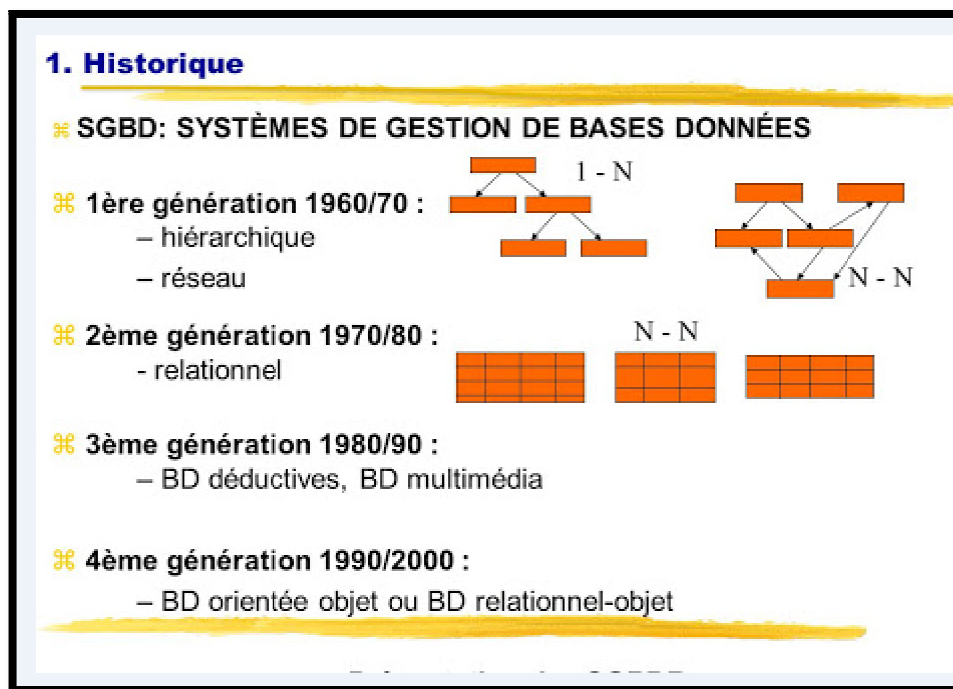 1. Historique
SGBD: SYSTÈMES DE GESTION DE BASES DONNÉES
1 - N
1ère génération 1960/70 :
– hiérarchique
– réseau
N - N
2ème génération 1970/80 :
N - N
- relationnel
3ème génération 1980/90 :
– BD déductives, BD multimédia
4ème génération 1990/2000 :
– BD orientée objet ou BD relationnel-objet